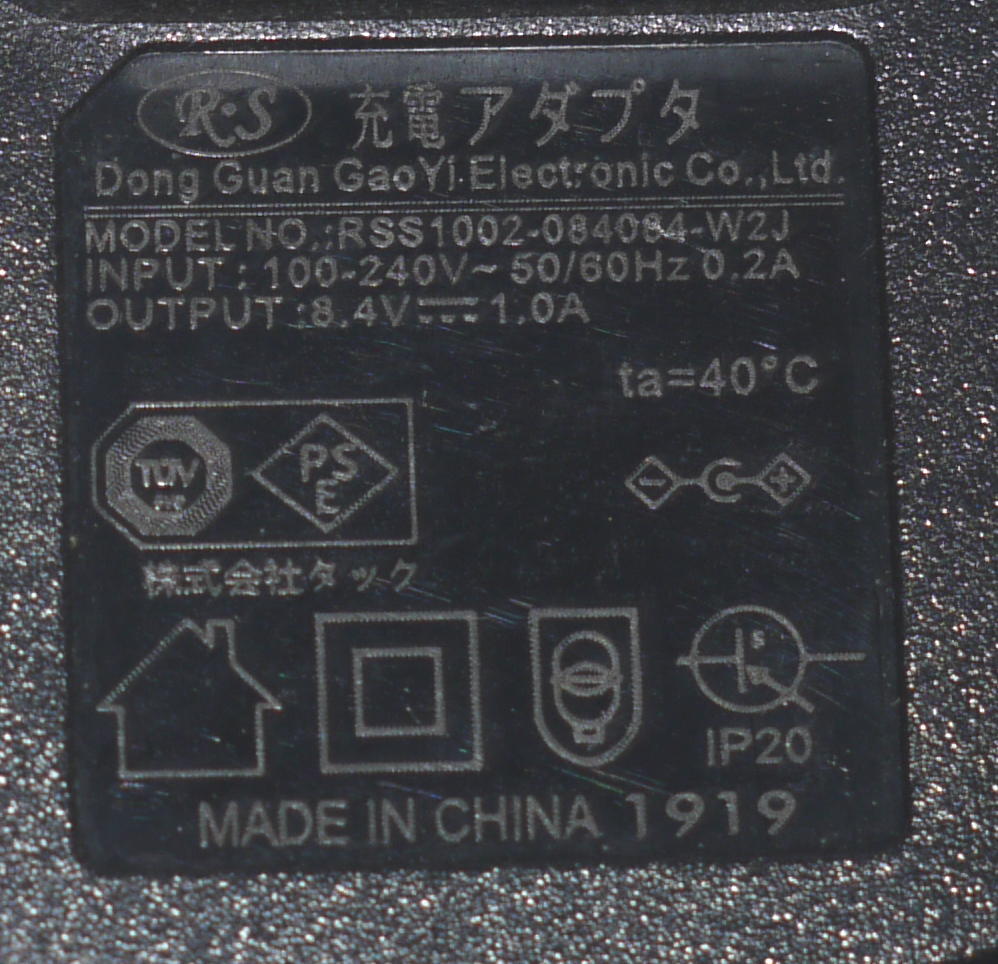 R:S 充電アダプタ
Dong Guan GaoYi Electronic Co.,Ltd.
MODEL NO.:RSS1002-084084-W2J
INPUT : 100-240V~ 50/60Hz 0.2A
OUTPUT :8.4V⎓1.0A
ta=40°C
TÜV
PS
E
- +
株式会社タック
s
IP20
MADE IN CHINA 1919